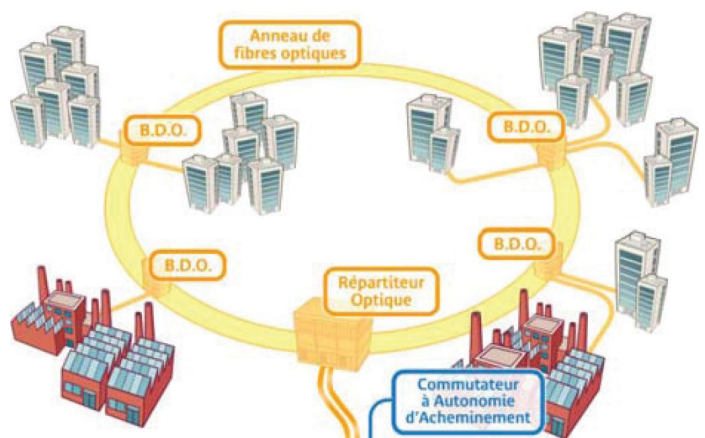 Anneau de
fibres optiques
B.D.O.
B.D.O.
B.D.O.
B.D.O.
Répartiteur
Optique
Commutateur
à Autonomie
d'Acheminement